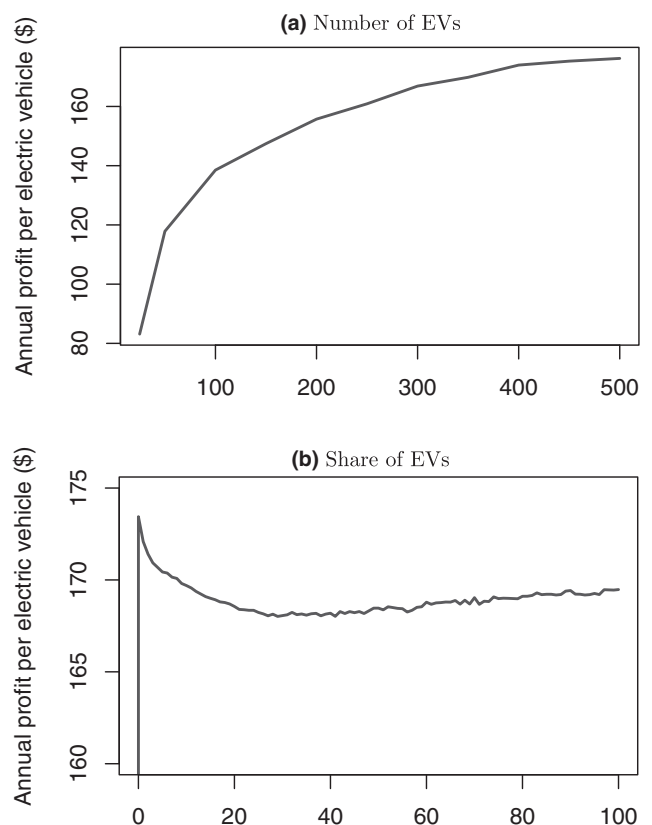 (a) Number of EVs
Annual profit per electric vehicle ($)
160
140
120
100
80
100 200 300 400 500
(b) Share of EVs
Annual profit per electric vehicle ($)
175
170
165
160
0 20 40 60 80 100